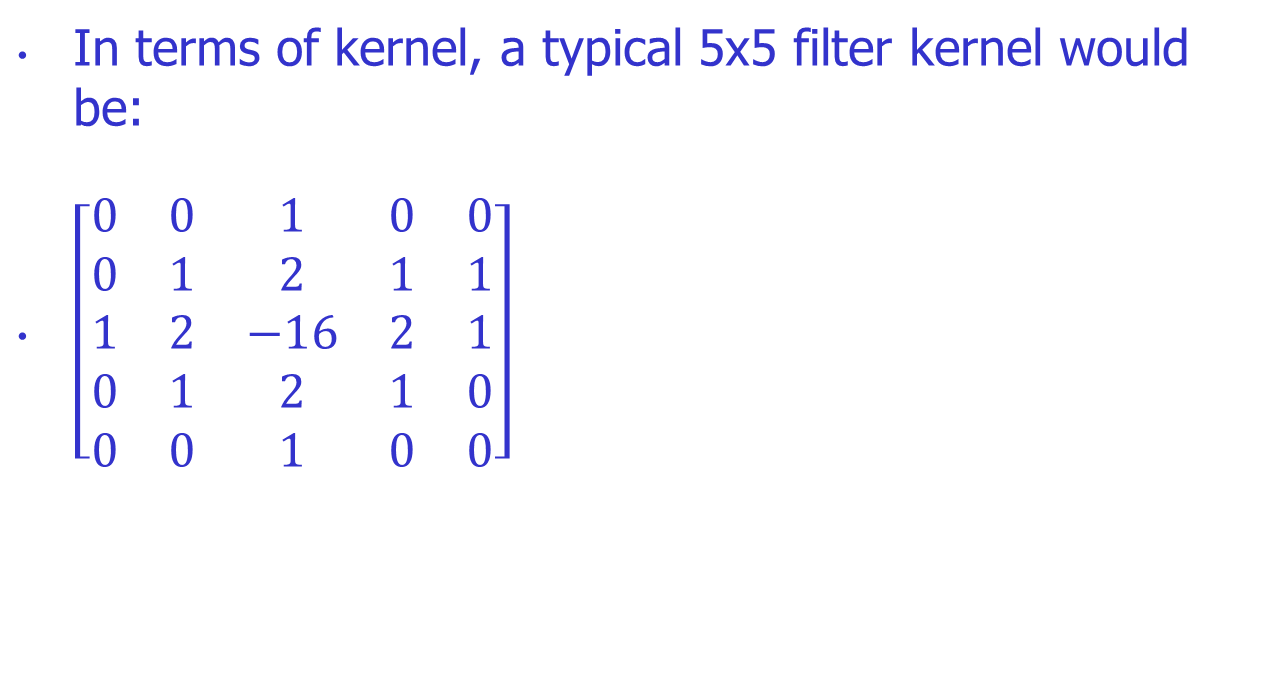 • In terms of kernel, a typical 5x5 filter kernel would
be:
0 0 1 0 0
0 1 2 1 1
• 1 2 −16 2 1
0 1 2 1 0
0 0 1 0 0